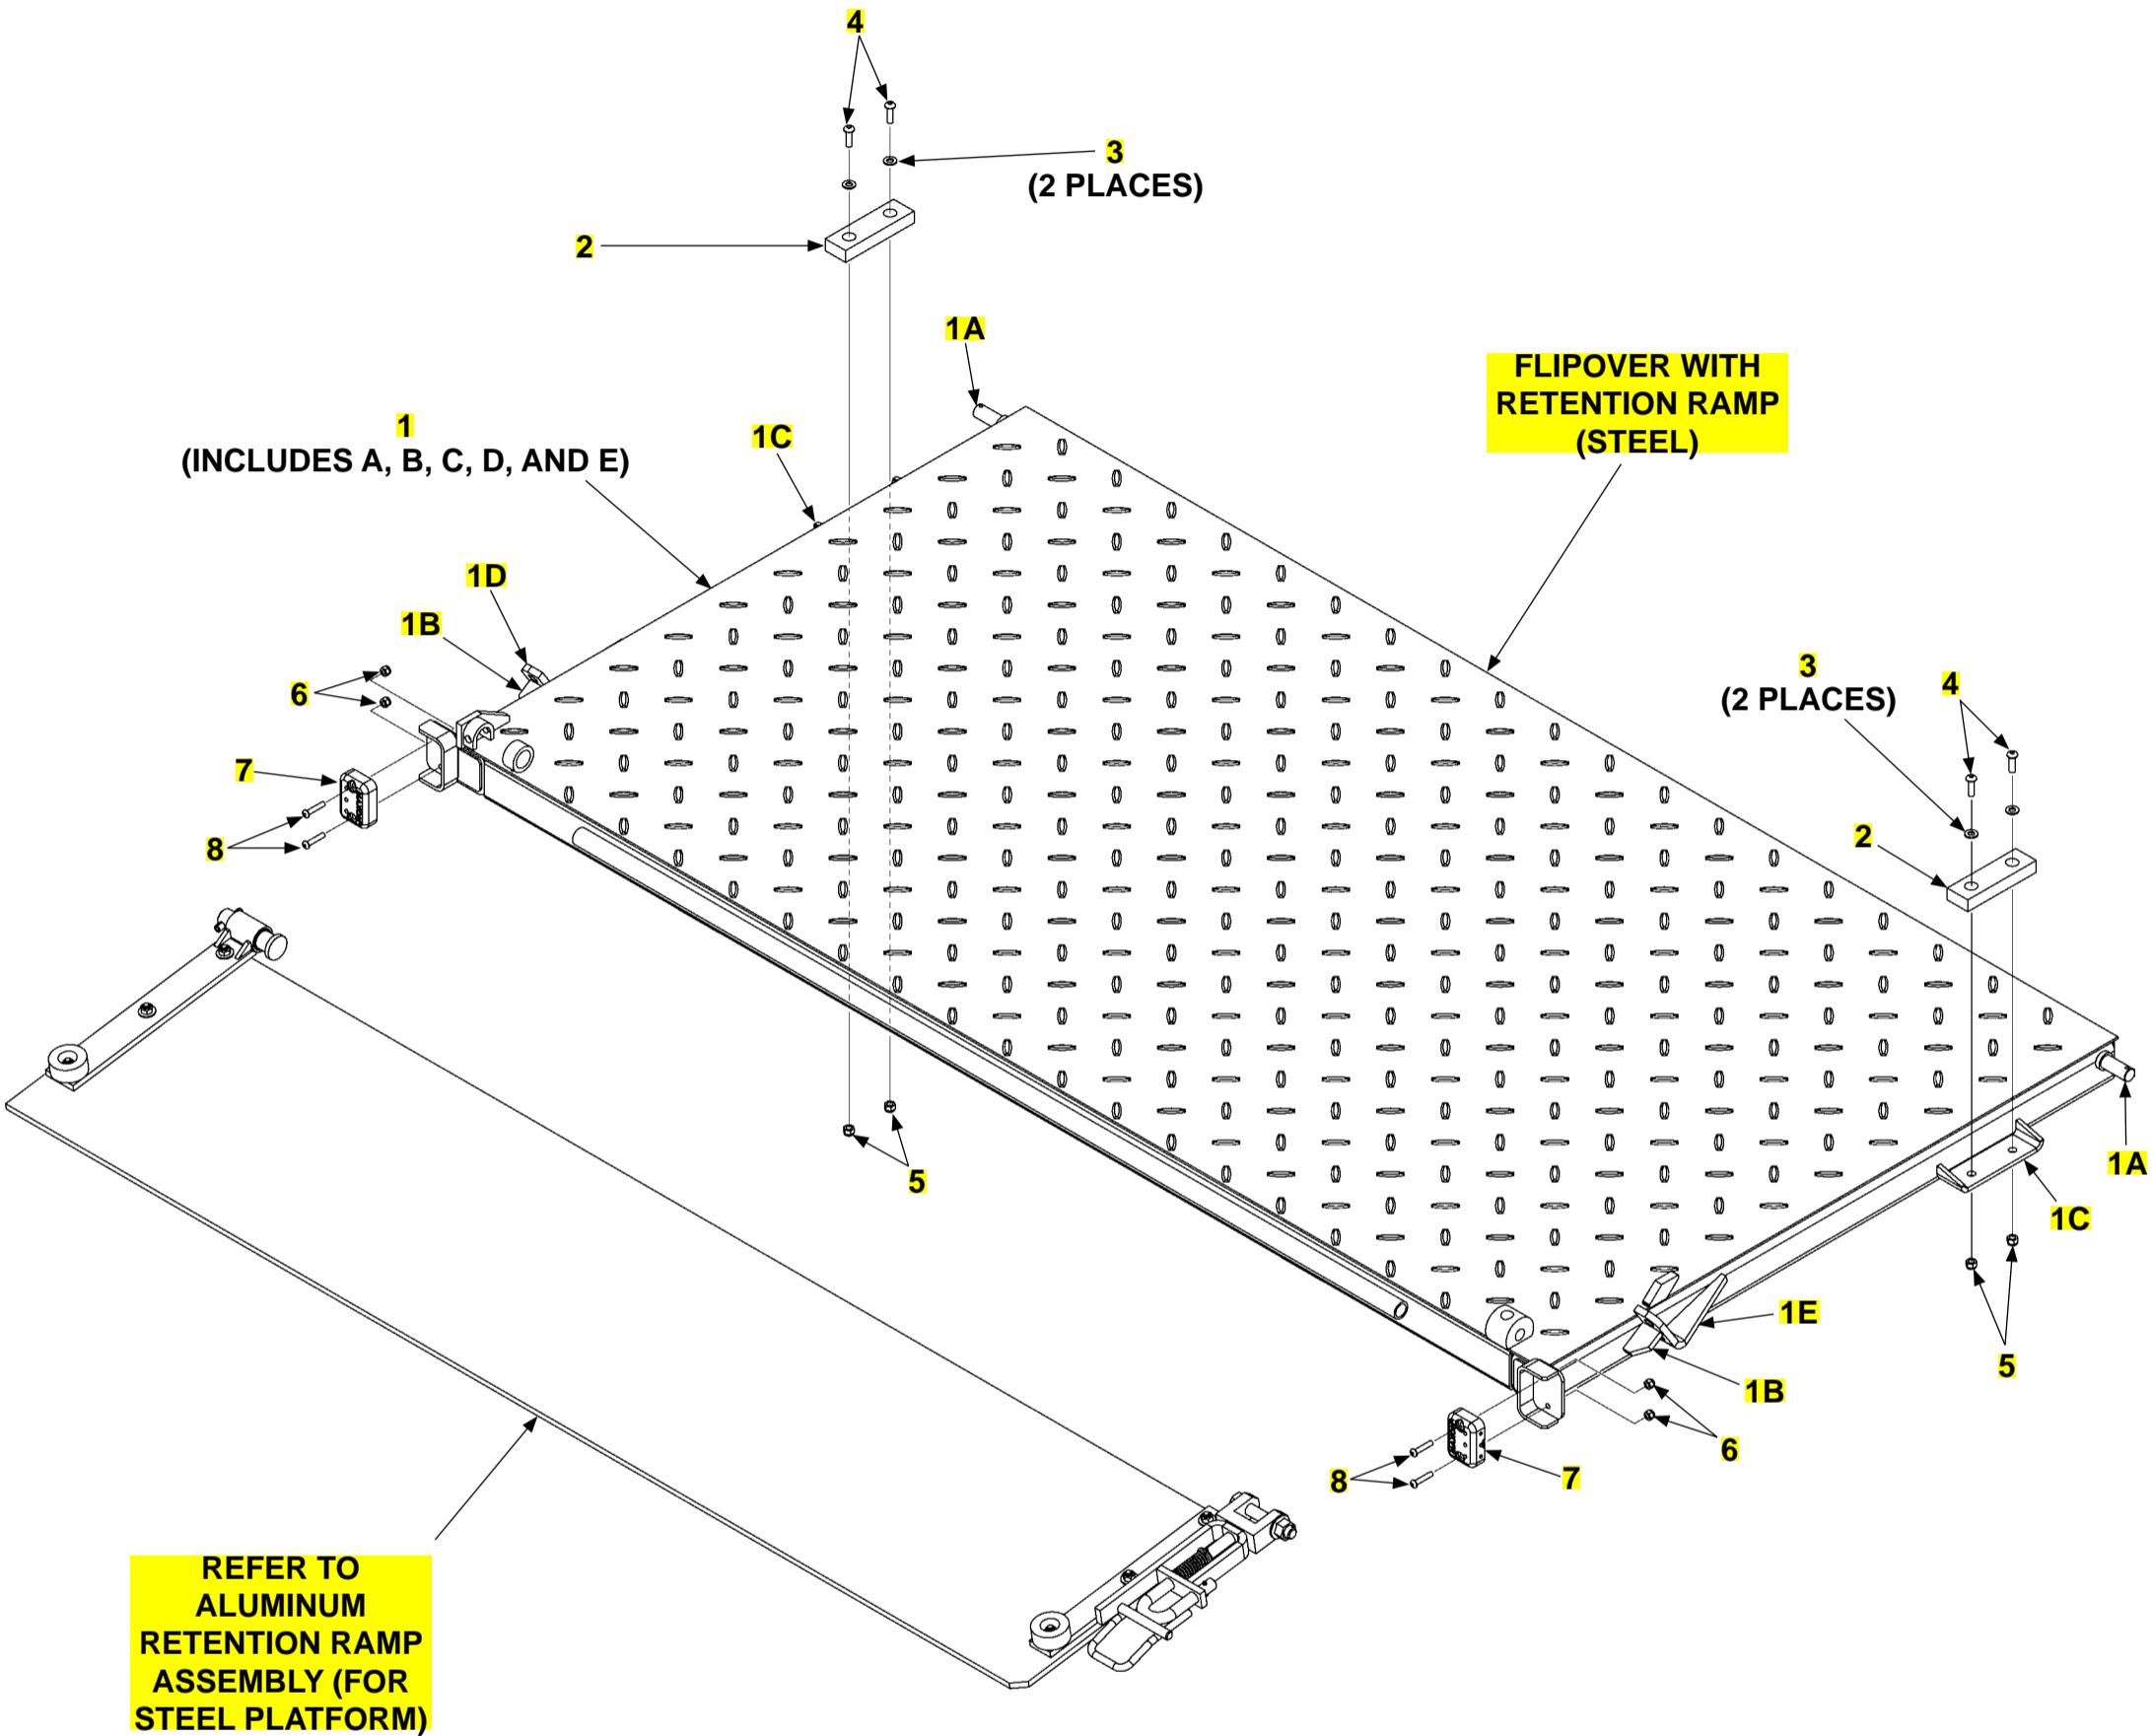 4
3
(2 PLACES)
2
1A
FLIPOVER WITH
RETENTION RAMP
(STEEL)
1
(INCLUDES A, B, C, D, AND E)
1C
1D
1B
6
3
(2 PLACES)
4
7
2
8
5
1A
1C
1E
5
1B
6
8
7
REFER TO
ALUMINUM
RETENTION RAMP
ASSEMBLY (FOR
STEEL PLATFORM)